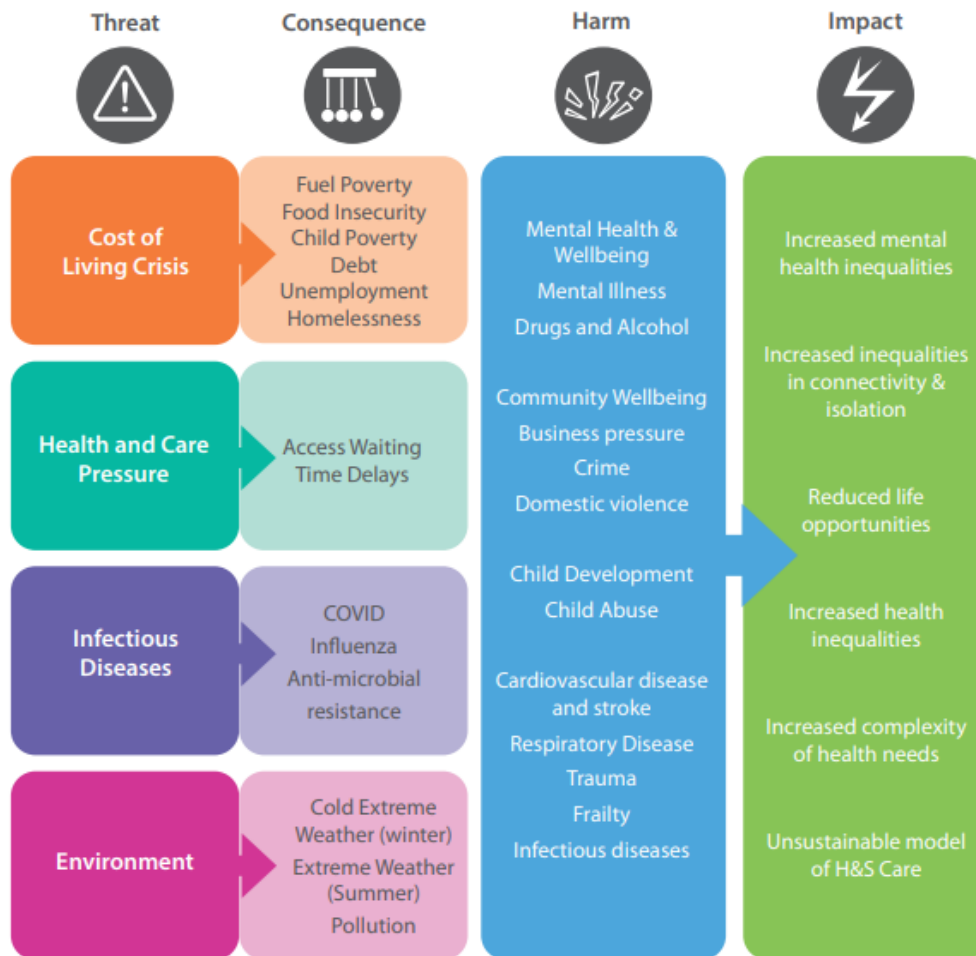 Threat
Consequence
Harm
Impact
Cost of
Living Crisis
Fuel Poverty
Food Insecurity
Child Poverty
Debt
Unemployment
Homelessness
Health and Care
Pressure
Access Waiting
Time Delays
Infectious
Diseases
COVID
Influenza
Anti-microbial
resistance
Environment
Cold Extreme
Weather (winter)
Extreme Weather
(Summer)
Pollution
Mental Health &
Wellbeing
Mental Illness
Drugs and Alcohol
Community Wellbeing
Business pressure
Crime
Domestic violence
Child Development
Child Abuse
Cardiovascular disease
and stroke
Respiratory Disease
Trauma
Frailty
Infectious diseases
Increased mental
health inequalities
Increased inequalities
in connectivity &
isolation
Reduced life
opportunities
Increased health
inequalities
Increased complexity
of health needs
Unsustainable model
of H&S Care